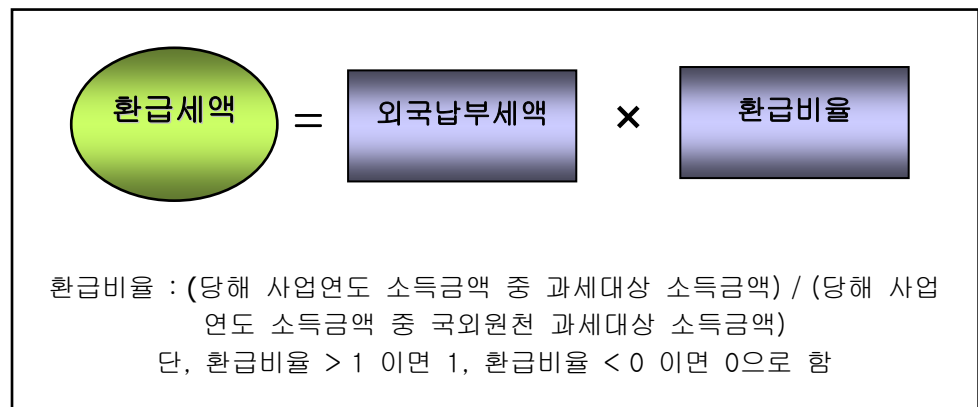 환급세액 = 외국납부세액 × 환급비율
환급비율 : (당해 사업연도 소득금액 중 과세대상 소득금액) / (당해 사업
연도 소득금액 중 국외원천 과세대상 소득금액)
단, 환급비율 > 1 이면 1, 환급비율 < 0 이면 0으로 함